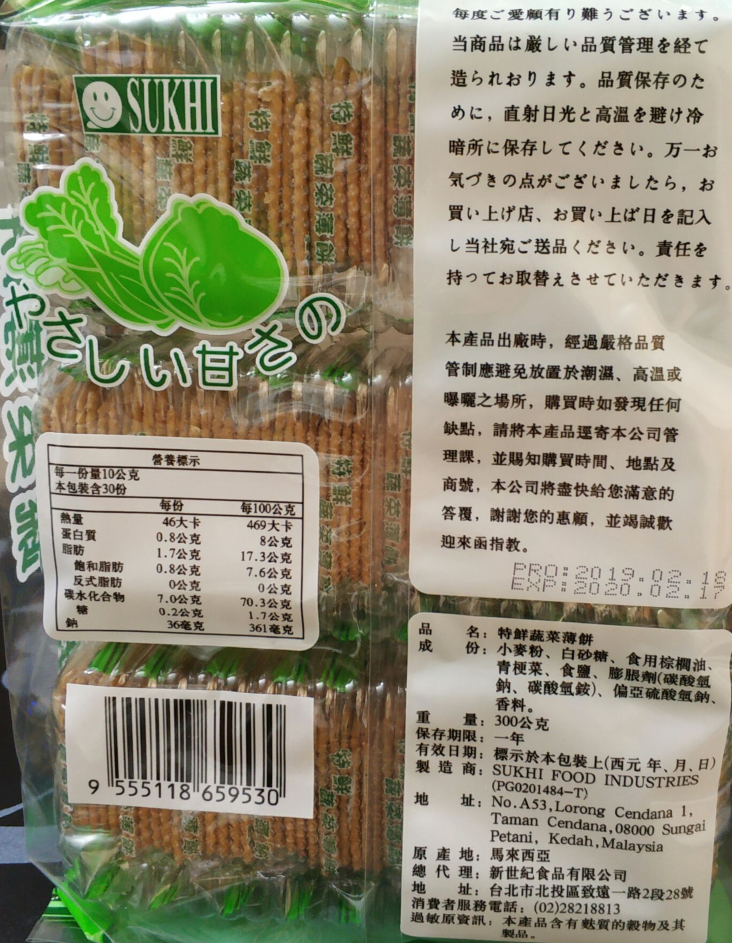 SUKHI
やさしい甘さの
特鮮蔬菜薄餅
毎度ご愛顧有り難うございます。
当商品は厳しい品質管理を経て
造られおります。品質保存のた
めに，直射日光と高溫を避け冷
暗所に保存してください。万一お
気づきの点がございましたら，お
買い上げ店、お買い上ば日を記入
し当社宛ご送品ください。責任を
持ってお取替えさせていただきます。
本產品出廠時，經過嚴格品質
管制應避免放置於潮濕、高溫或
曝曬之場所，購買時如發現任何
缺點，請將本產品逕寄本公司管
理課，並賜知購買時間、地點及
商號，本公司將盡快給您滿意的
答覆，謝謝您的惠顧，並竭誠歡
迎來函指教。
PRO:2019.02.18
EXP:2020.02.17
營養標示
每一份量10公克
本包裝含30份
每份 每100公克
熱量 46大卡 469大卡
蛋白質 0.8公克 8公克
脂肪 1.7公克 17.3公克
飽和脂肪 0.8公克 7.6公克
反式脂肪 0公克 0公克
碳水化合物 7.0公克 70.3公克
糖 0.2公克 1.7公克
鈉 36毫克 361毫克
9 555118 659530
品 名：特鮮蔬菜薄餅
成 份：小麥粉、白砂糖、食用棕櫚油、
青梗菜、食鹽、膨脹劑(碳酸氫
鈉、碳酸氫銨)、偏亞硫酸氫鈉、
香料。
重 量：300公克
保存期限：一年
有效日期：標示於本包裝上(西元 年、月、日)
製 造 商：SUKHI FOOD INDUSTRIES
(PG0201484-T)
地 址：No.A53,Lorong Cendana 1,
Taman Cendana,08000 Sungai
Petani, Kedah,Malaysia
原 產 地：馬來西亞
總 代 理：新世紀食品有限公司
地 址：台北市北投區致遠一路2段28號
消費者服務電話：(02)28218813
過敏原資訊：本產品含有麩質的穀物及其
製品。